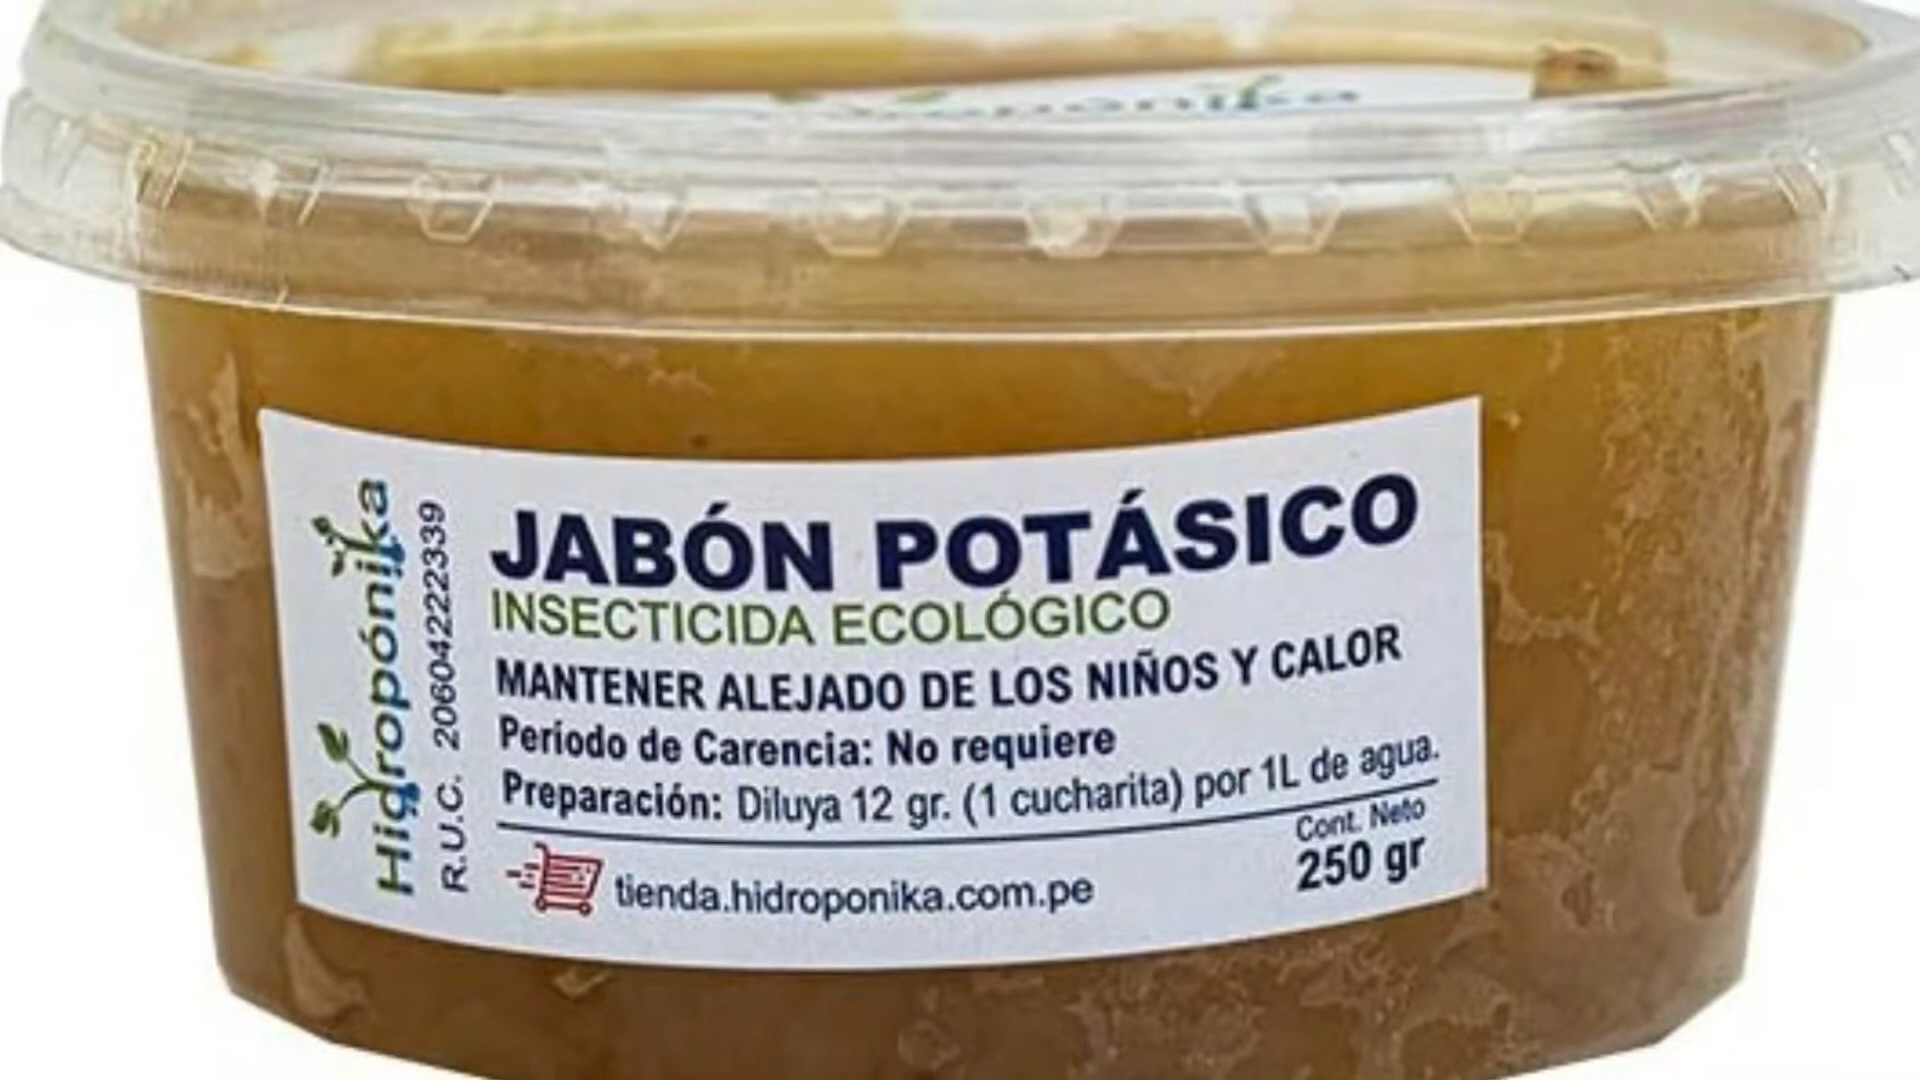 Hidropónika
R.U.C. 20604222339
JABÓN POTÁSICO
INSECTICIDA ECOLÓGICO
MANTENER ALEJADO DE LOS NIÑOS Y CALOR
Período de Carencia: No requiere
Preparación: Diluya 12 gr. (1 cucharita) por 1L de agua.
Cont. Neto
250 gr
tienda.hidroponika.com.pe